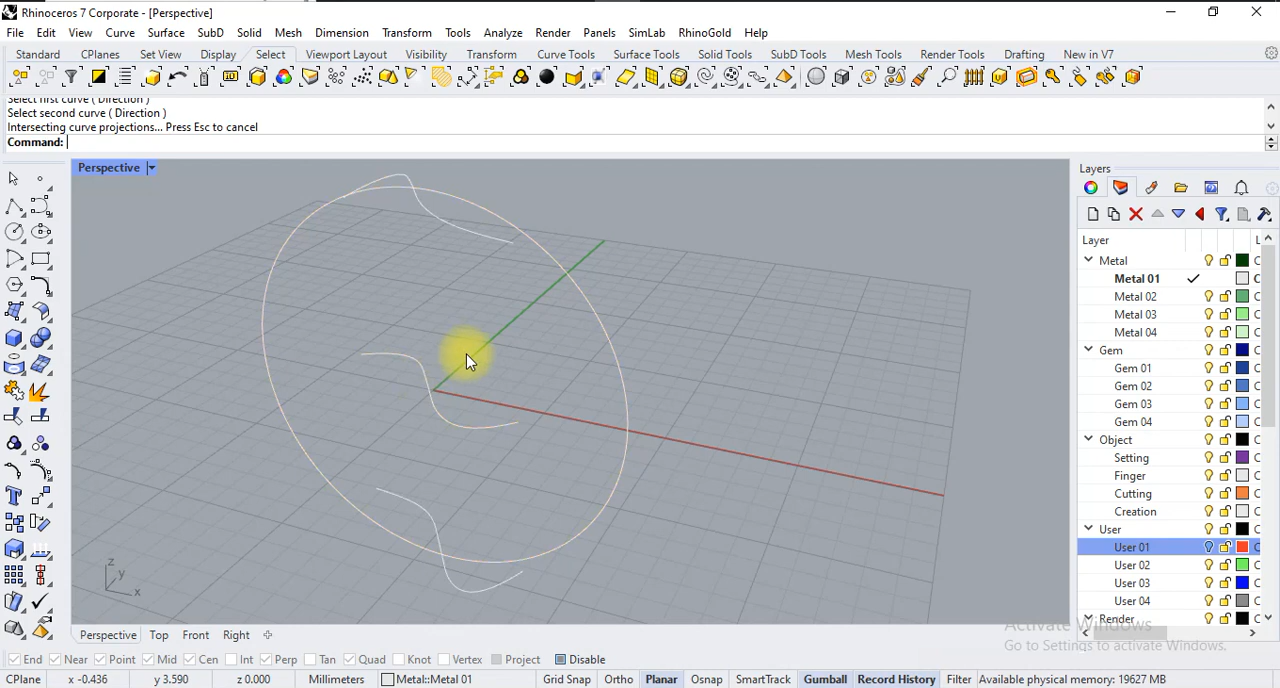 Rhinoceros 7 Corporate - [Perspective]
File Edit View Curve Surface SubD Solid Mesh Dimension Transform Tools Analyze Render Panels SimLab RhinoGold Help
Standard CPlanes Set View Display Select Viewport Layout Visibility Transform Curve Tools Surface Tools Solid Tools SubD Tools Mesh Tools Render Tools Drafting New in V7
Select first curve ( Direction )
Select second curve ( Direction )
Intersecting curve projections... Press Esc to cancel
Command:
Perspective
Layers
Layer L
Metal C
Metal 01 C
Metal 02 C
Metal 03 C
Metal 04 C
Gem C
Gem 01 C
Gem 02 C
Gem 03 C
Gem 04 C
Object C
Setting C
Finger C
Cutting C
Creation C
User C
User 01 C
User 02 C
User 03 C
User 04 C
Render C
z
y
x
Activate Windows
Go to Settings to activate Windows.
Perspective Top Front Right
End Near Point Mid Cen Int Perp Tan Quad Knot Vertex Project Disable
CPlane x -0.436 y 3.590 z 0.000 Millimeters Metal::Metal 01 Grid Snap Ortho Planar Osnap SmartTrack Gumball Record History Filter Available physical memory: 19627 MB